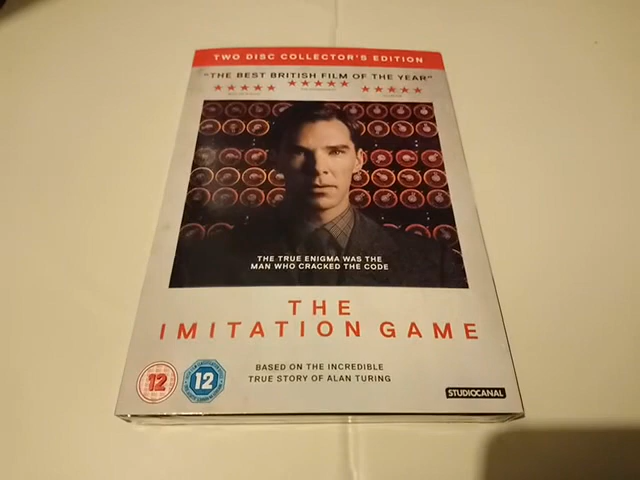 TWO DISC COLLECTOR'S EDITION
"THE BEST BRITISH FILM OF THE YEAR"
THE TRUE ENIGMA WAS THE
MAN WHO CRACKED THE CODE
THE
IMITATION GAME
12
12
BASED ON THE INCREDIBLE
TRUE STORY OF ALAN TURING
STUDIOCANAL